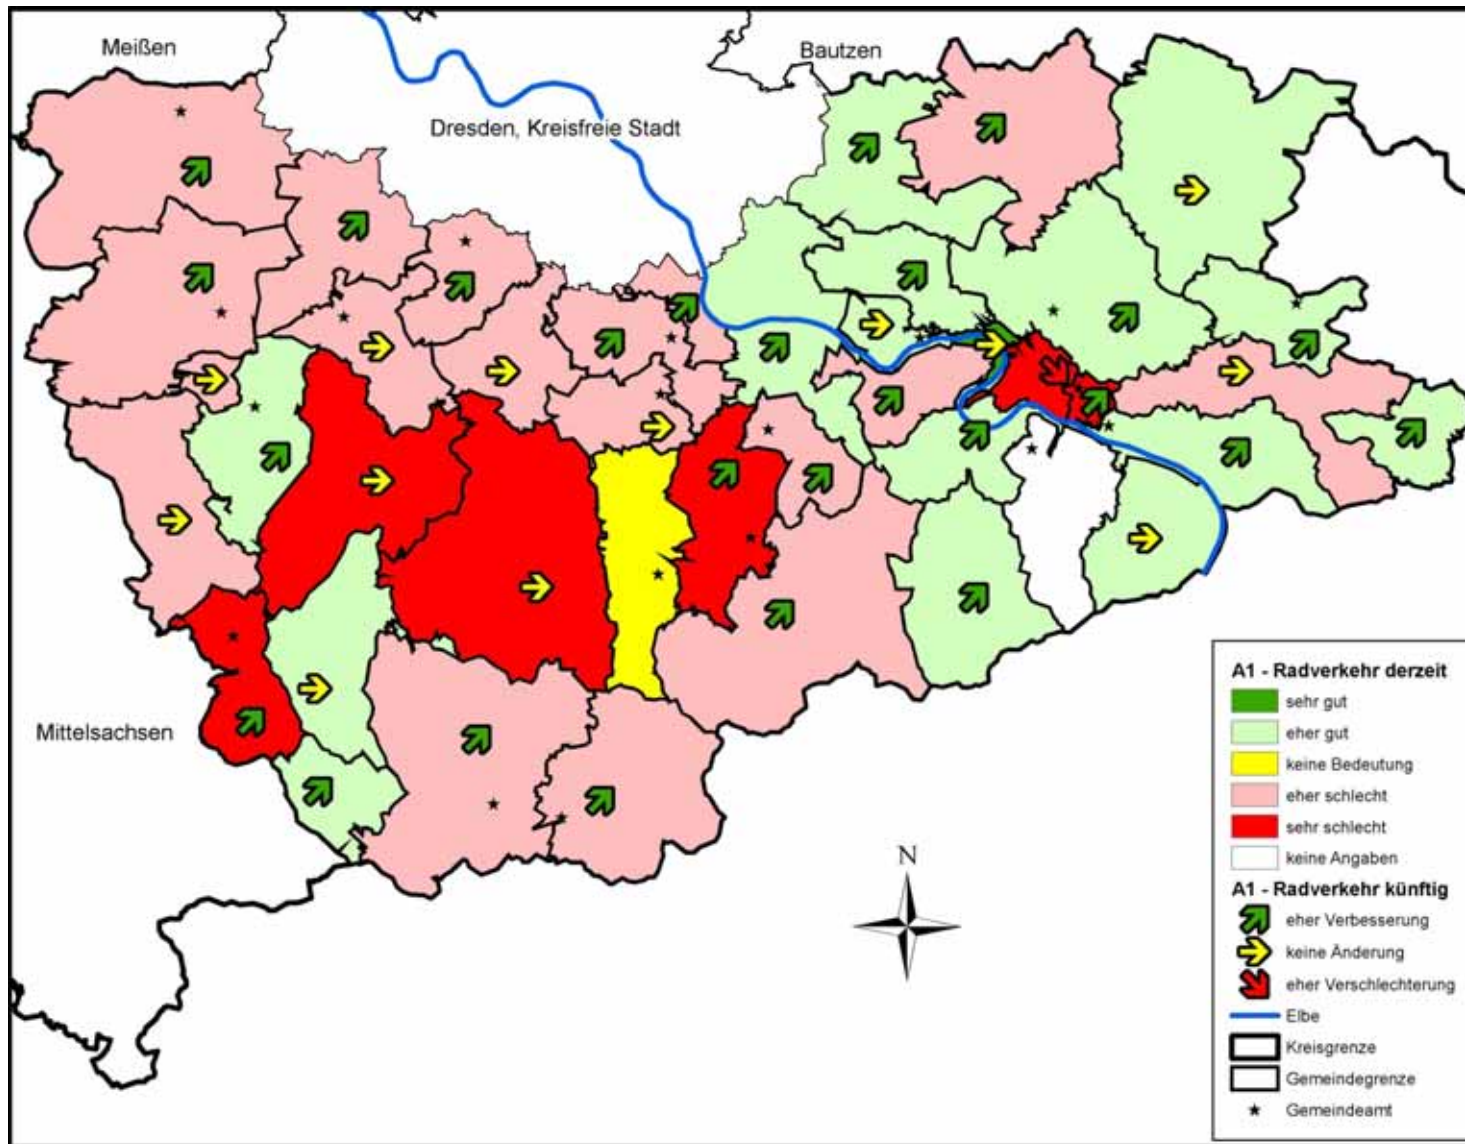 Meißen
Bautzen
Dresden, Kreisfreie Stadt
Mittelsachsen
N
A1 - Radverkehr derzeit
sehr gut
eher gut
keine Bedeutung
eher schlecht
sehr schlecht
keine Angaben
A1 - Radverkehr künftig
eher Verbesserung
keine Änderung
eher Verschlechterung
Elbe
Kreisgrenze
Gemeindegrenze
Gemeindeamt